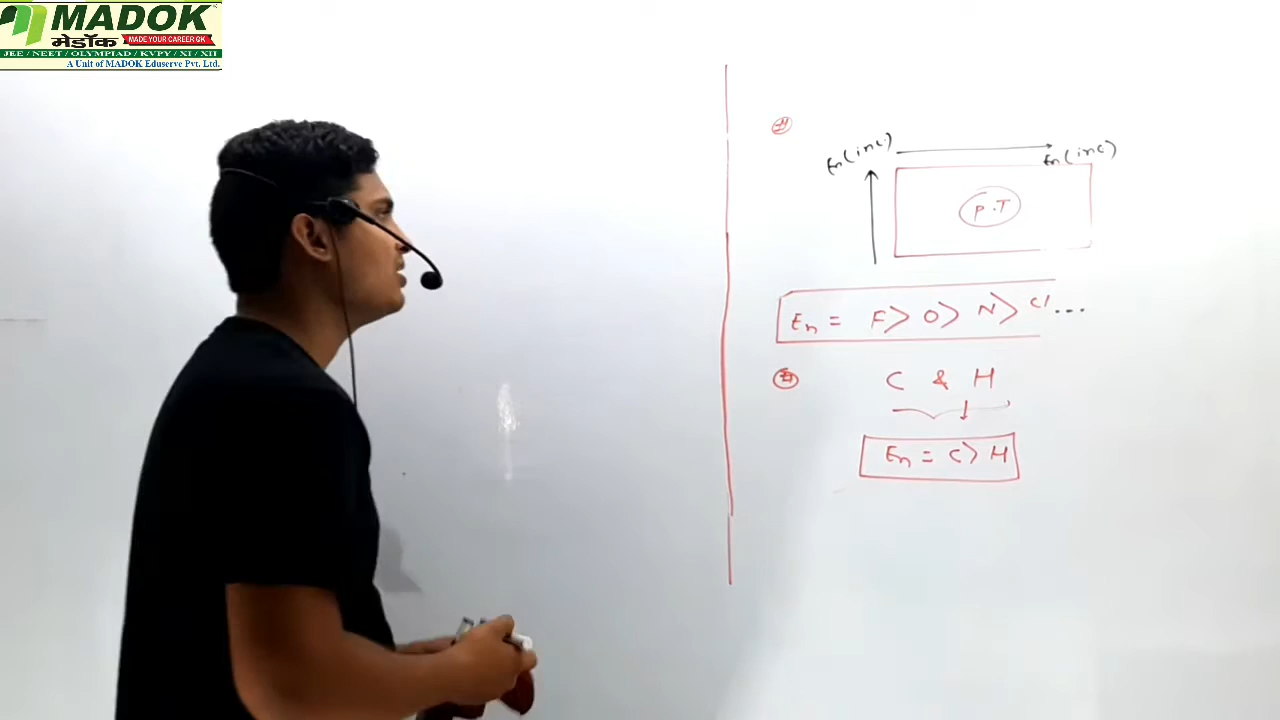 MADOK
मेडॉक MADE YOUR CAREER OK
JEE / NEET / OLYMPIAD / KVPY / XI / XII
A Unit of MADOK Eduserve Pvt. Ltd.
En(inc)
En(inc)
P.T
En = F> O> N> Cl...
C & H
En = C> H